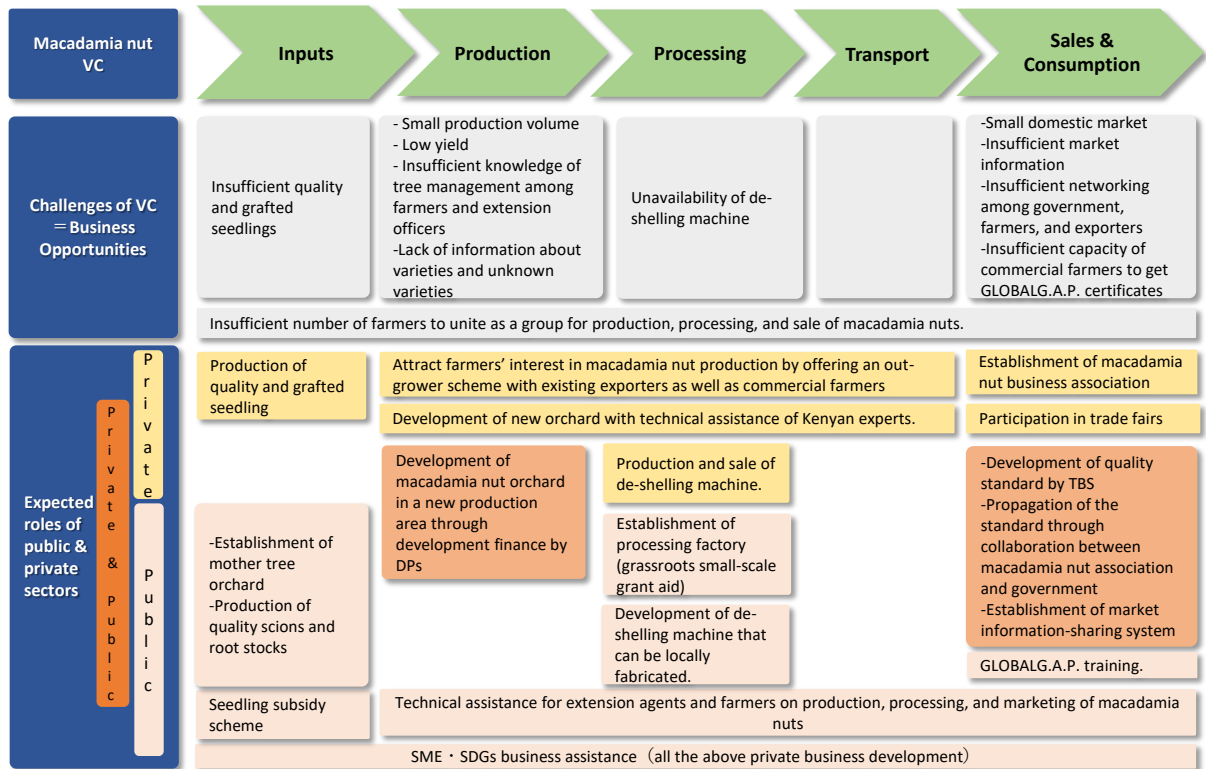 Macadamia nut
VC
Inputs
Production
Processing
Transport
Sales &
Consumption
Challenges of VC
＝Business
Opportunities
Insufficient quality
and grafted
seedlings
- Small production volume
- Low yield
- Insufficient knowledge of
tree management among
farmers and extension
officers
-Lack of information about
varieties and unknown
varieties
Unavailability of de-
shelling machine
-Small domestic market
-Insufficient market
information
-Insufficient networking
among government,
farmers, and exporters
-Insufficient capacity of
commercial farmers to get
GLOBALG.A.P. certificates
Insufficient number of farmers to unite as a group for production, processing, and sale of macadamia nuts.
Expected
roles of
public &
private
sectors
Private & Public
Private
Public
Production of
quality and grafted
seedling
Attract farmers’ interest in macadamia nut production by offering an out-
grower scheme with existing exporters as well as commercial farmers
Establishment of macadamia
nut business association
Development of new orchard with technical assistance of Kenyan experts.
Participation in trade fairs
Development of
macadamia nut orchard
in a new production
area through
development finance by
DPs
Production and sale of
de-shelling machine.
-Development of quality
standard by TBS
-Propagation of the
standard through
collaboration between
macadamia nut association
and government
-Establishment of market
information-sharing system
-Establishment of
mother tree
orchard
-Production of
quality scions and
root stocks
Establishment of
processing factory
(grassroots small-scale
grant aid)
Development of de-
shelling machine that
can be locally
fabricated.
GLOBALG.A.P. training.
Seedling subsidy
scheme
Technical assistance for extension agents and farmers on production, processing, and marketing of macadamia
nuts
SME・SDGs business assistance（all the above private business development）